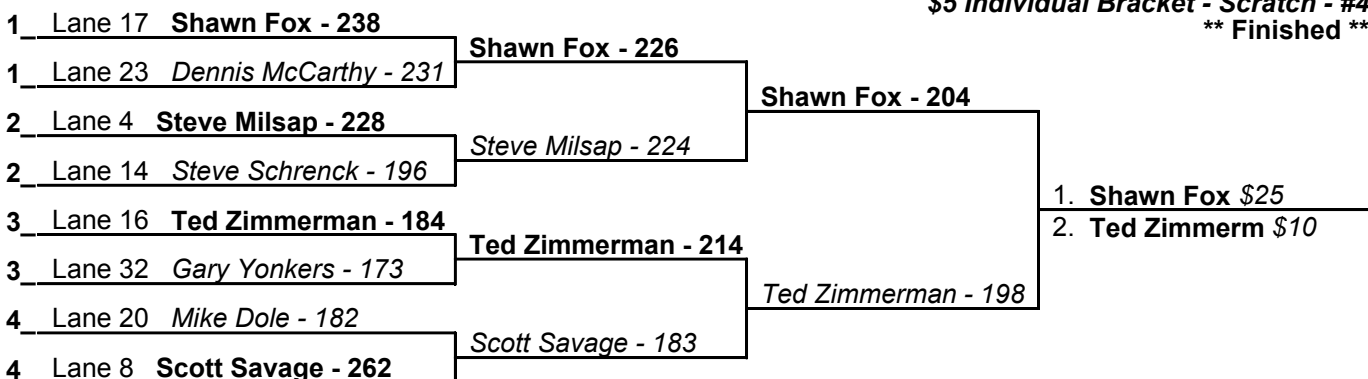 $5 Individual Bracket - Scratch - #4
** Finished **
1_ Lane 17 Shawn Fox - 238
Shawn Fox - 226
1_ Lane 23 Dennis McCarthy - 231
Shawn Fox - 204
2_ Lane 4 Steve Milsap - 228
Steve Milsap - 224
2_ Lane 14 Steve Schrenck - 196
1. Shawn Fox $25
3_ Lane 16 Ted Zimmerman - 184
2. Ted Zimmerm $10
Ted Zimmerman - 214
3_ Lane 32 Gary Yonkers - 173
Ted Zimmerman - 198
4_ Lane 20 Mike Dole - 182
Scott Savage - 183
4 Lane 8 Scott Savage - 262